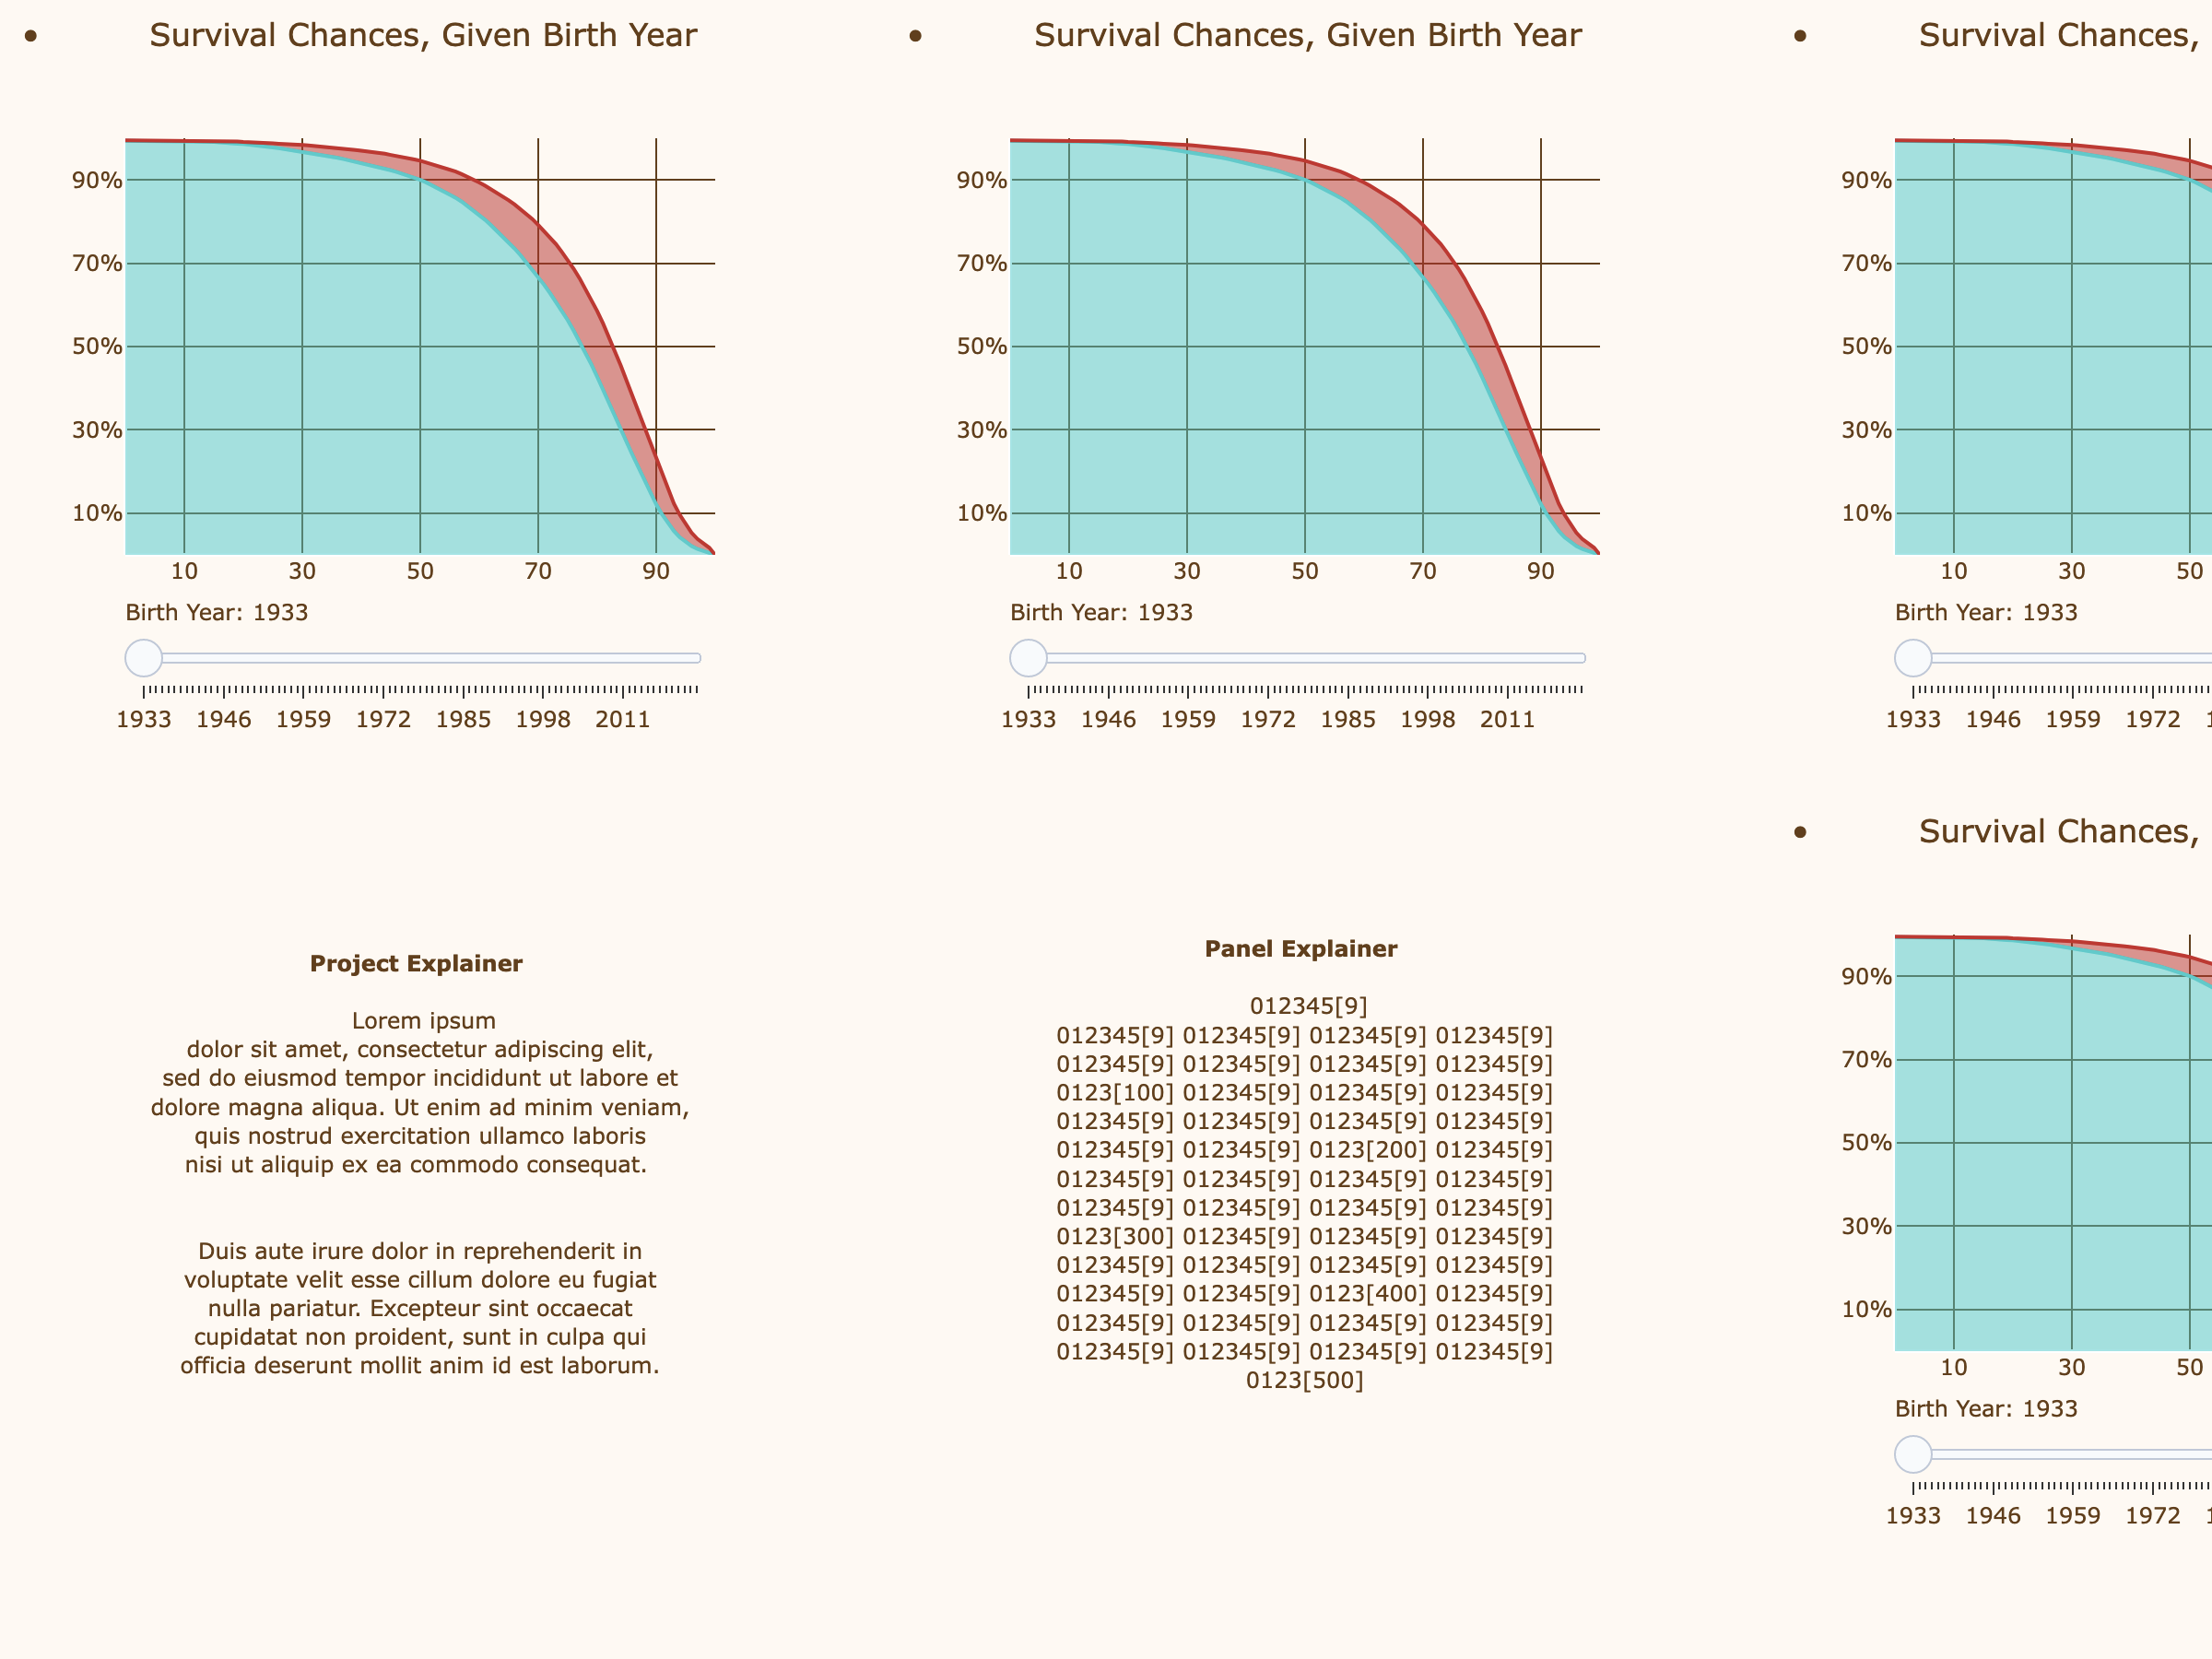 • Survival Chances, Given Birth Year
90%
70%
50%
30%
10%
10 30 50 70 90
Birth Year: 1933
1933 1946 1959 1972 1985 1998 2011
• Survival Chances, Given Birth Year
90%
70%
50%
30%
10%
10 30 50 70 90
Birth Year: 1933
1933 1946 1959 1972 1985 1998 2011
• Survival Chances,
90%
70%
50%
30%
10%
10 30 50
Birth Year: 1933
1933 1946 1959 1972
Project Explainer
Lorem ipsum
dolor sit amet, consectetur adipiscing elit,
sed do eiusmod tempor incididunt ut labore et
dolore magna aliqua. Ut enim ad minim veniam,
quis nostrud exercitation ullamco laboris
nisi ut aliquip ex ea commodo consequat.
Duis aute irure dolor in reprehenderit in
voluptate velit esse cillum dolore eu fugiat
nulla pariatur. Excepteur sint occaecat
cupidatat non proident, sunt in culpa qui
officia deserunt mollit anim id est laborum.
Panel Explainer
012345[9]
012345[9] 012345[9] 012345[9] 012345[9]
012345[9] 012345[9] 012345[9] 012345[9]
0123[100] 012345[9] 012345[9] 012345[9]
012345[9] 012345[9] 012345[9] 012345[9]
012345[9] 012345[9] 0123[200] 012345[9]
012345[9] 012345[9] 012345[9] 012345[9]
012345[9] 012345[9] 012345[9] 012345[9]
0123[300] 012345[9] 012345[9] 012345[9]
012345[9] 012345[9] 012345[9] 012345[9]
012345[9] 012345[9] 0123[400] 012345[9]
012345[9] 012345[9] 012345[9] 012345[9]
012345[9] 012345[9] 012345[9] 012345[9]
0123[500]
• Survival Chances,
90%
70%
50%
30%
10%
10 30 50
Birth Year: 1933
1933 1946 1959 1972